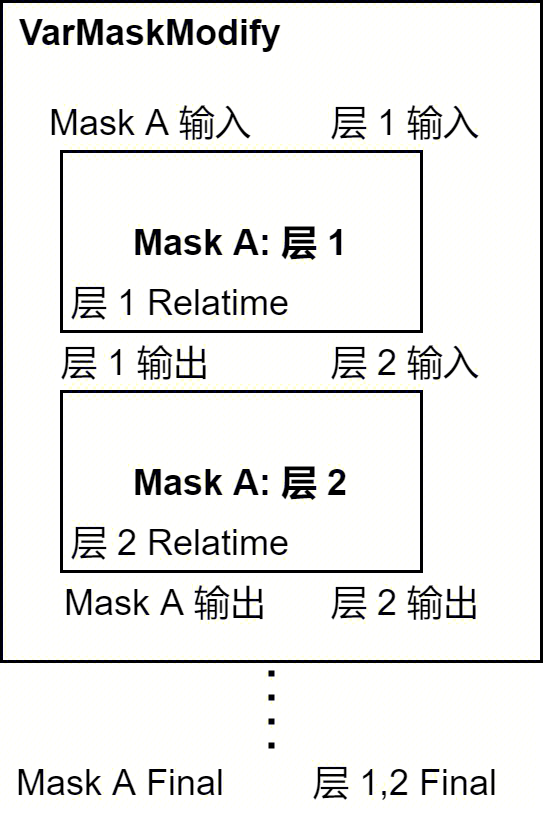 VarMaskModify
Mask A 输入 层 1 输入
Mask A: 层 1
层 1 Relatime
层 1 输出 层 2 输入
Mask A: 层 2
层 2 Relatime
Mask A 输出 层 2 输出
Mask A Final 层 1,2 Final